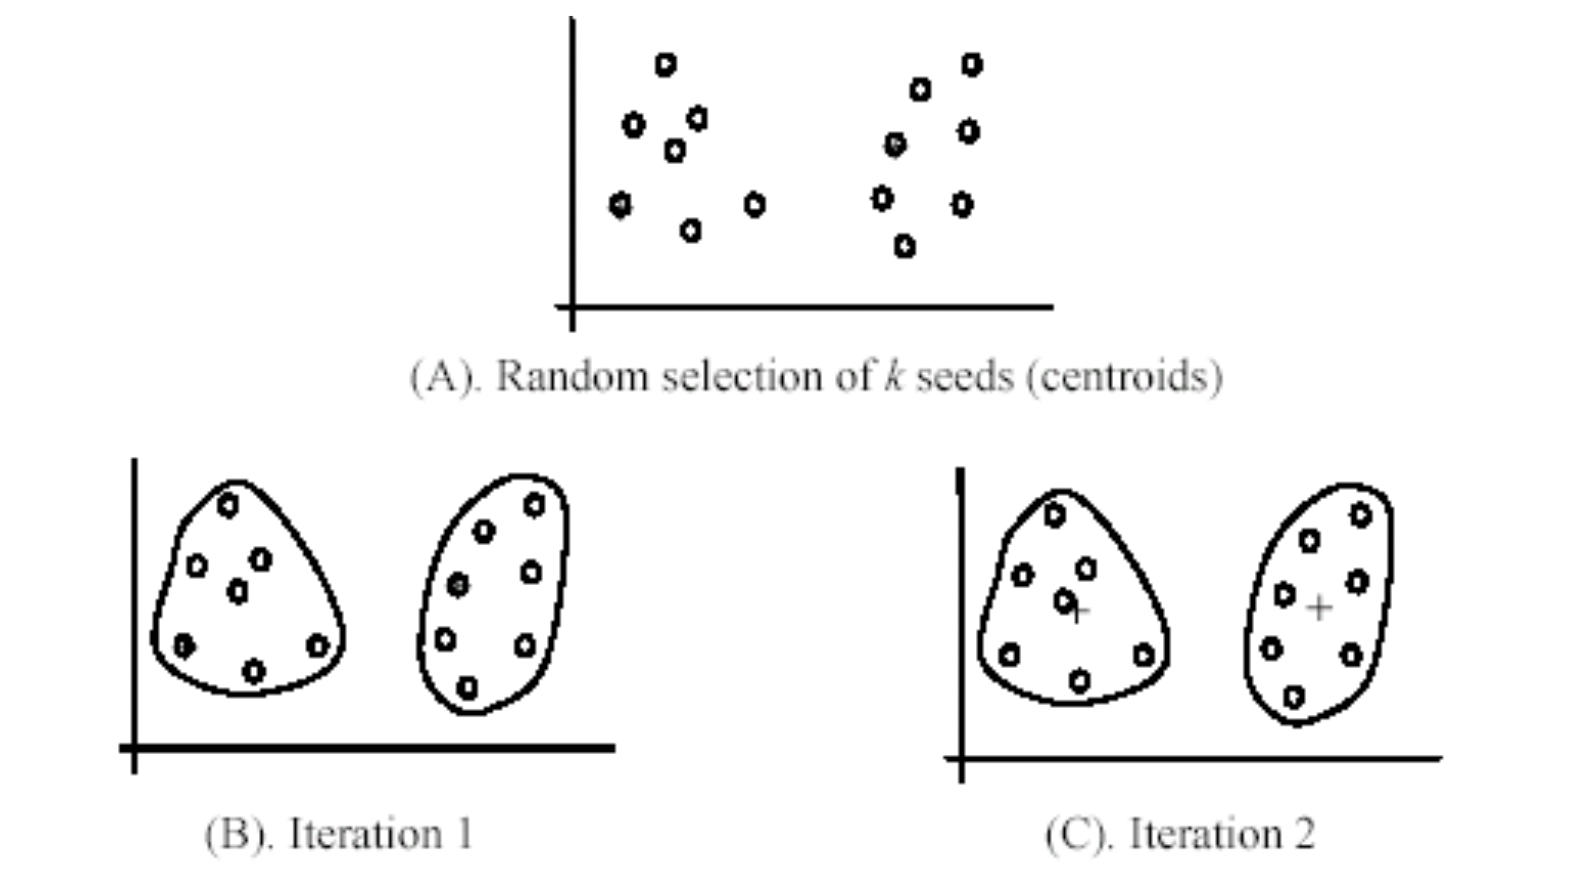 (A). Random selection of k seeds (centroids)
(B). Iteration 1
(C). Iteration 2